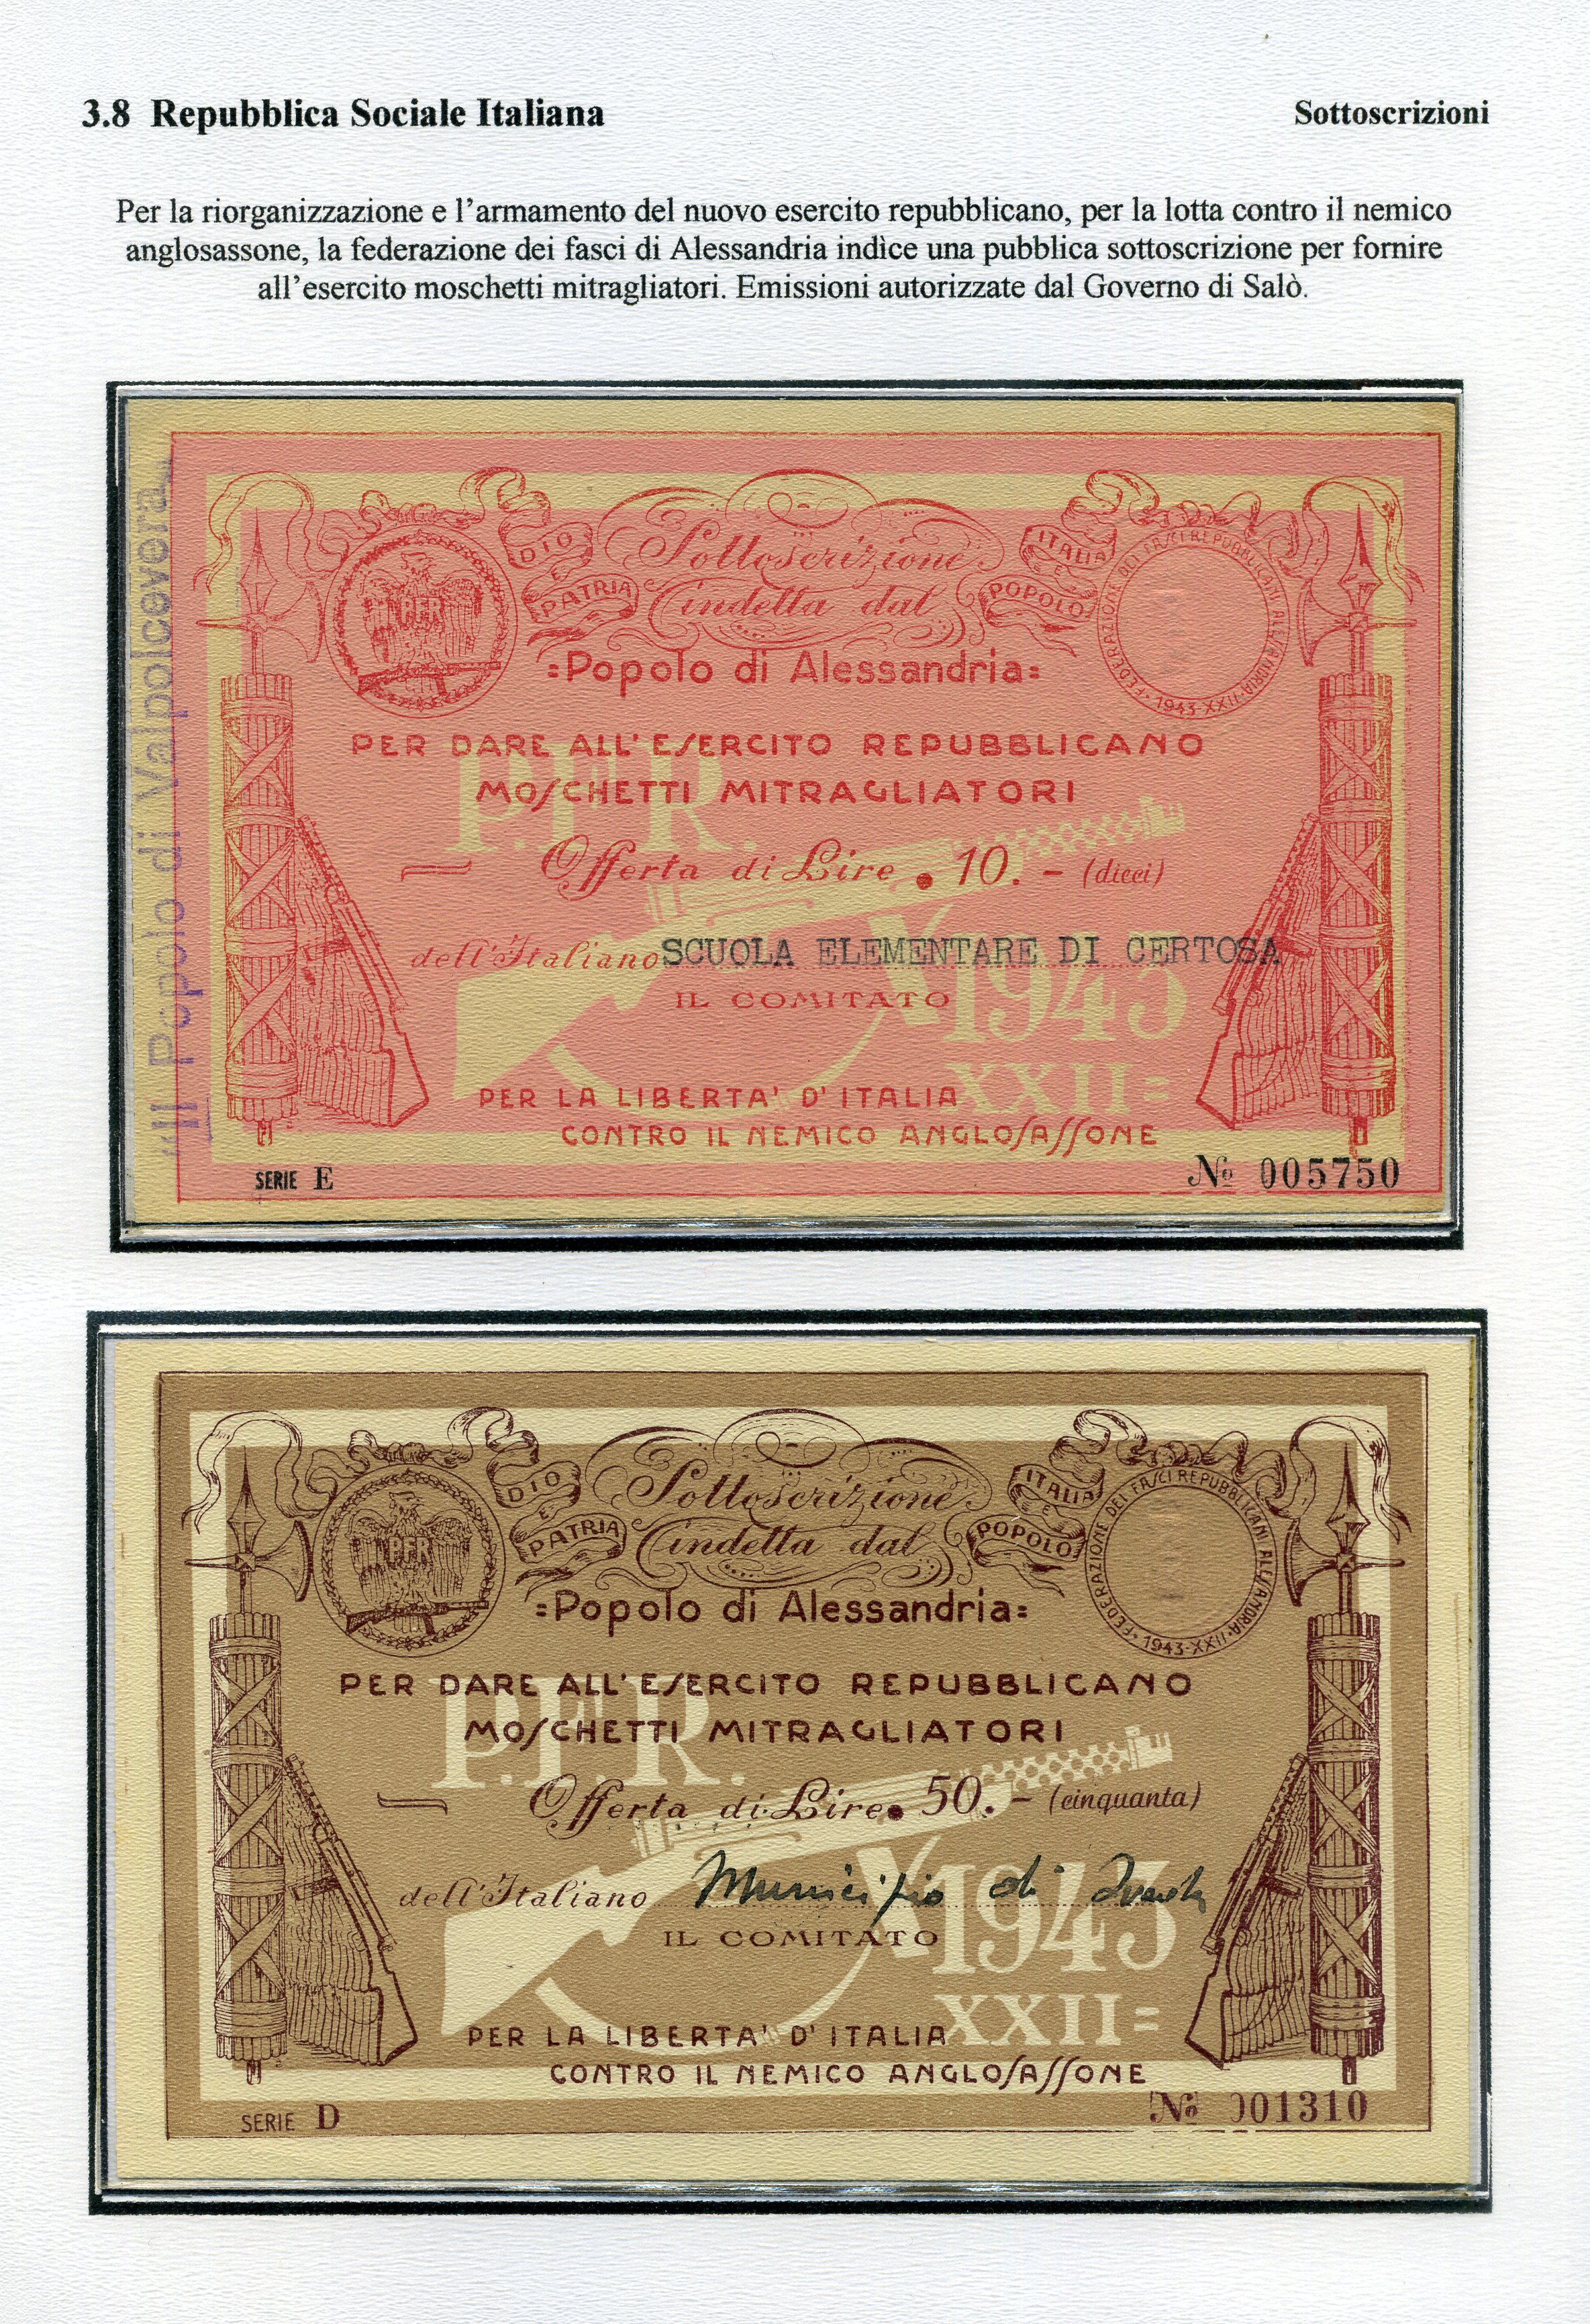 3.8 Repubblica Sociale Italiana
Sottoscrizioni
Per la riorganizzazione e l'armamento del nuovo esercito repubblicano, per la lotta contro il nemico
anglosassone, la federazione dei fasci di Alessandria indice una pubblica sottoscrizione per fornire
all'esercito moschetti mitragliatori. Emissioni autorizzate dal Governo di Salò.
"Il Popolo di Valpolcevera"
PFR
DIO E PATRIA
Sottoscrizione
indetta dal
ITALIA E POPOLO
FEDERAZIONE DEI FASCI REPUBBLICANI ALESSANDRIA · 1943-XXII
=Popolo di Alessandria=
PER DARE ALL' ESERCITO REPUBBLICANO
MOSCHETTI MITRAGLIATORI
P.F.R.
Offerta di Lire . 10. - (dieci)
dell'Italiano SCUOLA ELEMENTARE DI CERTOSA
IL COMITATO
1943
XXII=
PER LA LIBERTA' D'ITALIA
CONTRO IL NEMICO ANGLOSASSONE
SERIE E
No 005750
PFR
DIO E PATRIA
Sottoscrizione
indetta dal
ITALIA E POPOLO
FEDERAZIONE DEI FASCI REPUBBLICANI ALESSANDRIA · 1943-XXII
=Popolo di Alessandria=
PER DARE ALL' ESERCITO REPUBBLICANO
MOSCHETTI MITRAGLIATORI
P.F.R.
Offerta di Lire . 50. - (cinquanta)
dell'Italiano Municipio di
IL COMITATO
1943
XXII=
PER LA LIBERTA' D'ITALIA
CONTRO IL NEMICO ANGLOSASSONE
SERIE D
No 001310